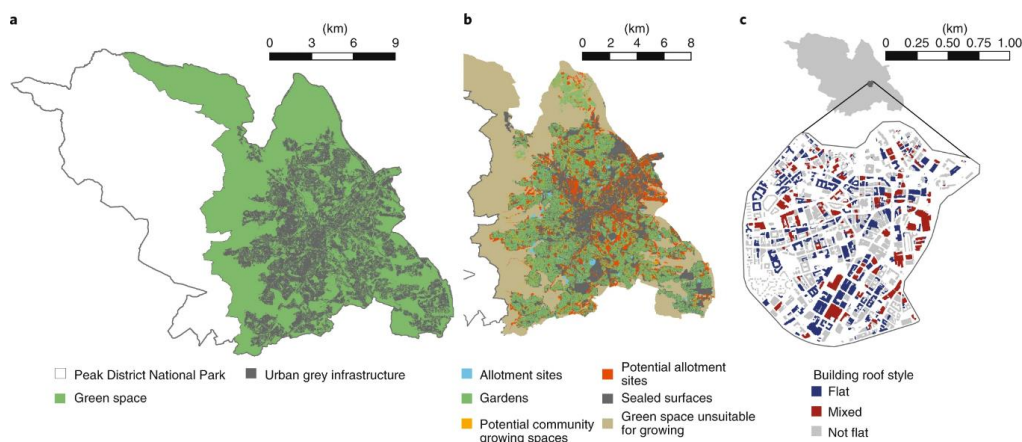 a
(km)
0 3 6 9
b
(km)
0 2 4 6 8
c
(km)
0 0.25 0.50 0.75 1.00
Peak District National Park
Urban grey infrastructure
Green space
Allotment sites
Potential allotment
sites
Gardens
Sealed surfaces
Potential community
growing spaces
Green space unsuitable
for growing
Building roof style
Flat
Mixed
Not flat